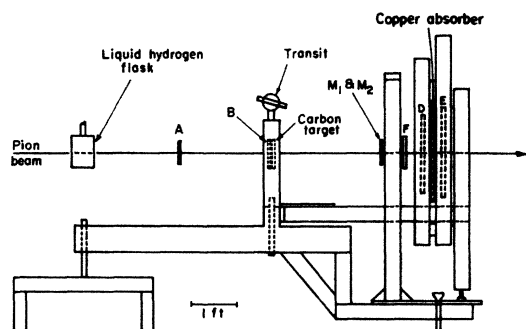 Copper absorber
Liquid hydrogen
flask
Transit
M1 & M2
A
B
Carbon
target
F
D
E
Pion
beam
1 ft